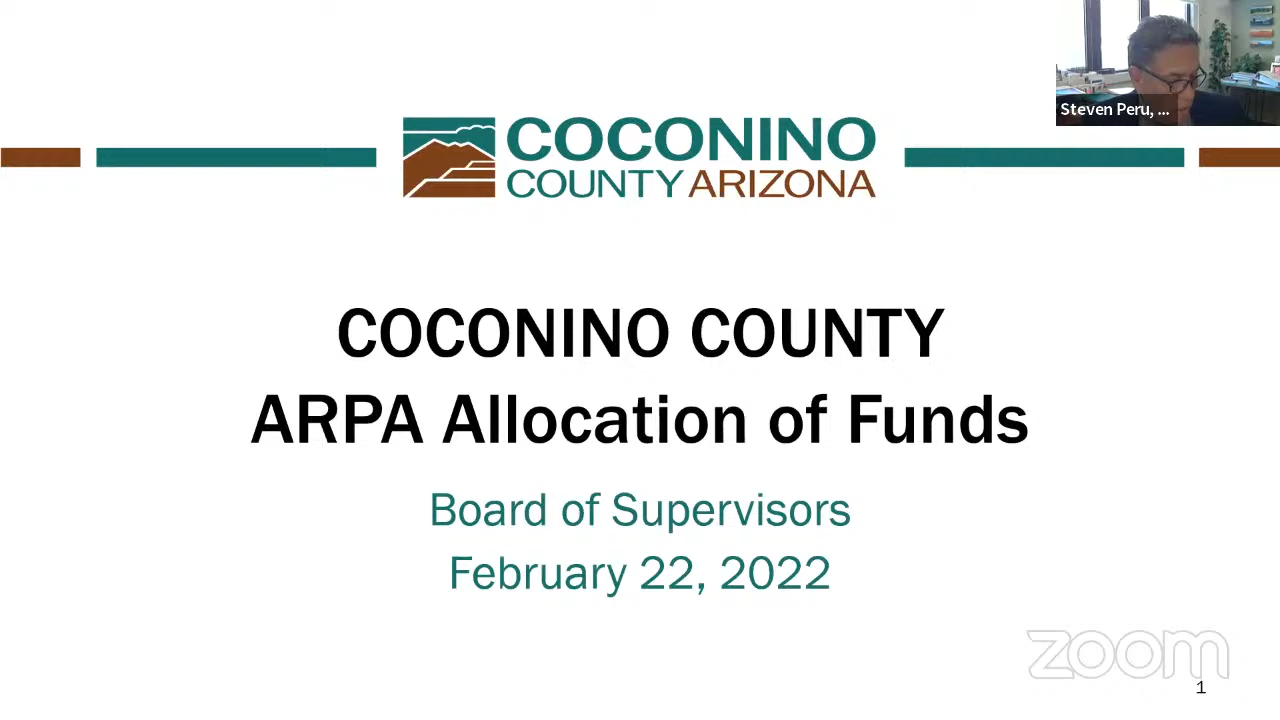 Steven Peru, ...
COCONINO
COUNTY ARIZONA
COCONINO COUNTY
ARPA Allocation of Funds
Board of Supervisors
February 22, 2022
zoom
1